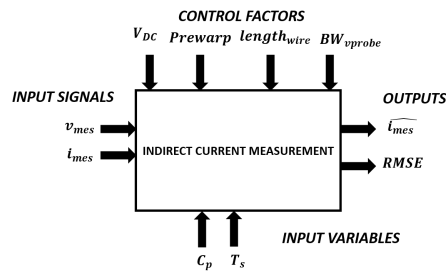 CONTROL FACTORS
V_DC Prewarp length_wire BW_vprobe
INPUT SIGNALS
OUTPUTS
v_mes
i_mes
INDIRECT CURRENT MEASUREMENT
\widehat{i_mes}
RMSE
INPUT VARIABLES
C_p T_s